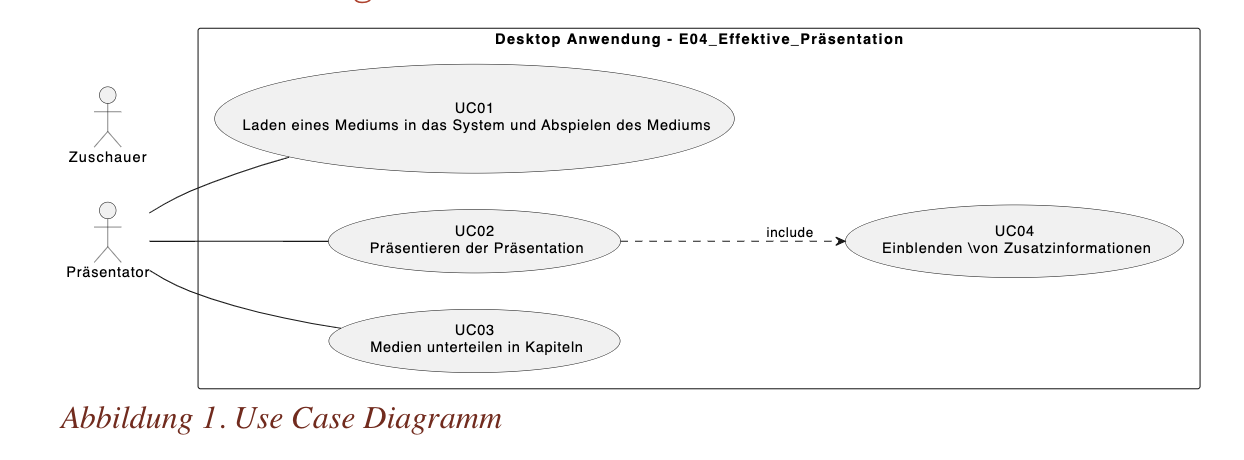 Desktop Anwendung - E04_Effektive_Präsentation
UC01
Laden eines Mediums in das System und Abspielen des Mediums
Zuschauer
UC02
Präsentieren der Präsentation
include
UC04
Einblenden \von Zusatzinformationen
Präsentator
UC03
Medien unterteilen in Kapiteln
Abbildung 1. Use Case Diagramm